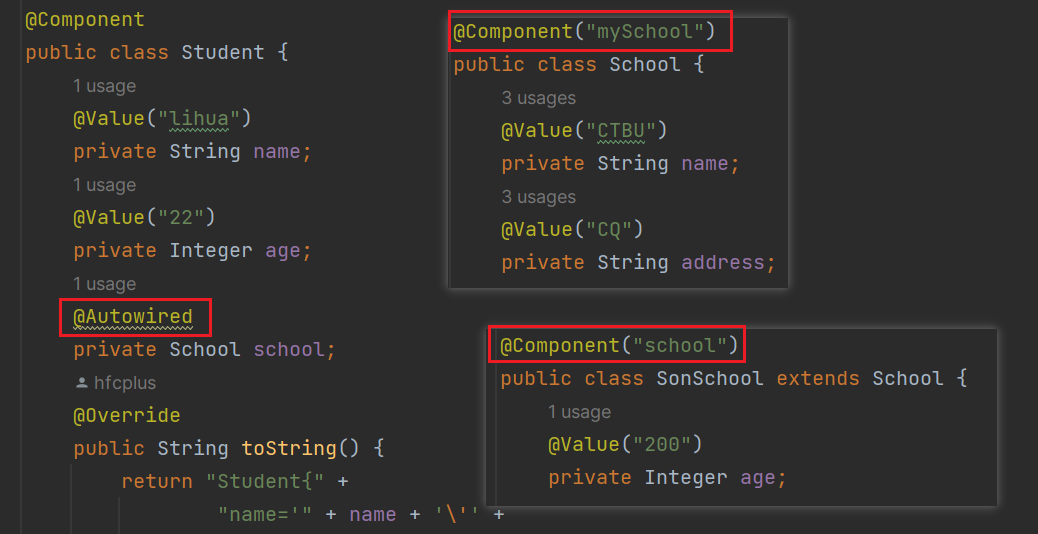 @Component
public class Student {
1 usage
@Value("lihua")
private String name;
1 usage
@Value("22")
private Integer age;
1 usage
@Autowired
private School school;
hfcplus
@Override
public String toString() {
return "Student{" +
"name='" + name + '\'' +
@Component("mySchool")
public class School {
3 usages
@Value("CTBU")
private String name;
3 usages
@Value("CQ")
private String address;
@Component("school")
public class SonSchool extends School {
1 usage
@Value("200")
private Integer age;